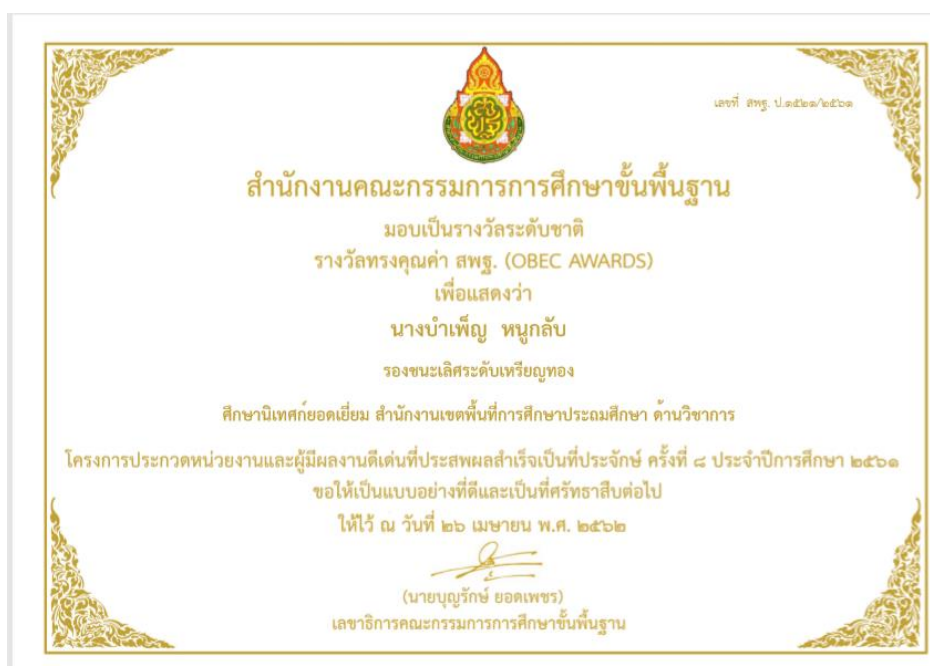 เลขที่ สพฐ. ป.๑๕๒๑/๒๕๖๑
สำนักงานคณะกรรมการการศึกษาขั้นพื้นฐาน
มอบเป็นรางวัลระดับชาติ
รางวัลทรงคุณค่า สพฐ. (OBEC AWARDS)
เพื่อแสดงว่า
นางบำเพ็ญ หนูกลับ
รองชนะเลิศระดับเหรียญทอง
ศึกษานิเทศก์ยอดเยี่ยม สำนักงานเขตพื้นที่การศึกษาประถมศึกษา ด้านวิชาการ
โครงการประกวดหน่วยงานและผู้มีผลงานดีเด่นที่ประสพผลสำเร็จเป็นที่ประจักษ์ ครั้งที่ ๘ ประจำปีการศึกษา ๒๕๖๑
ขอให้เป็นแบบอย่างที่ดีและเป็นที่ศรัทธาสืบต่อไป
ให้ไว้ ณ วันที่ ๒๖ เมษายน พ.ศ. ๒๕๖๒
(นายบุญรักษ์ ยอดเพชร)
เลขาธิการคณะกรรมการการศึกษาขั้นพื้นฐาน